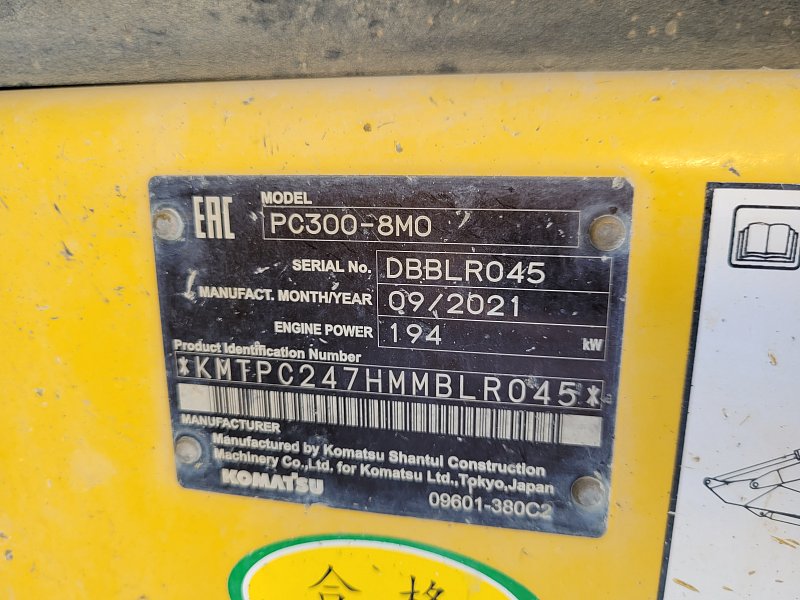 EAC
MODEL
PC300-8M0
SERIAL No. DBBLR045
MANUFACT. MONTH/YEAR 09/2021
ENGINE POWER 194 kW
Product Identification Number
*KMTPC247HMMBLR045*
MANUFACTURER
Manufactured by Komatsu Shantui Construction
Machinery Co.,Ltd. for Komatsu Ltd.,Tokyo,Japan
KOMATSU
09601-380C2
合格